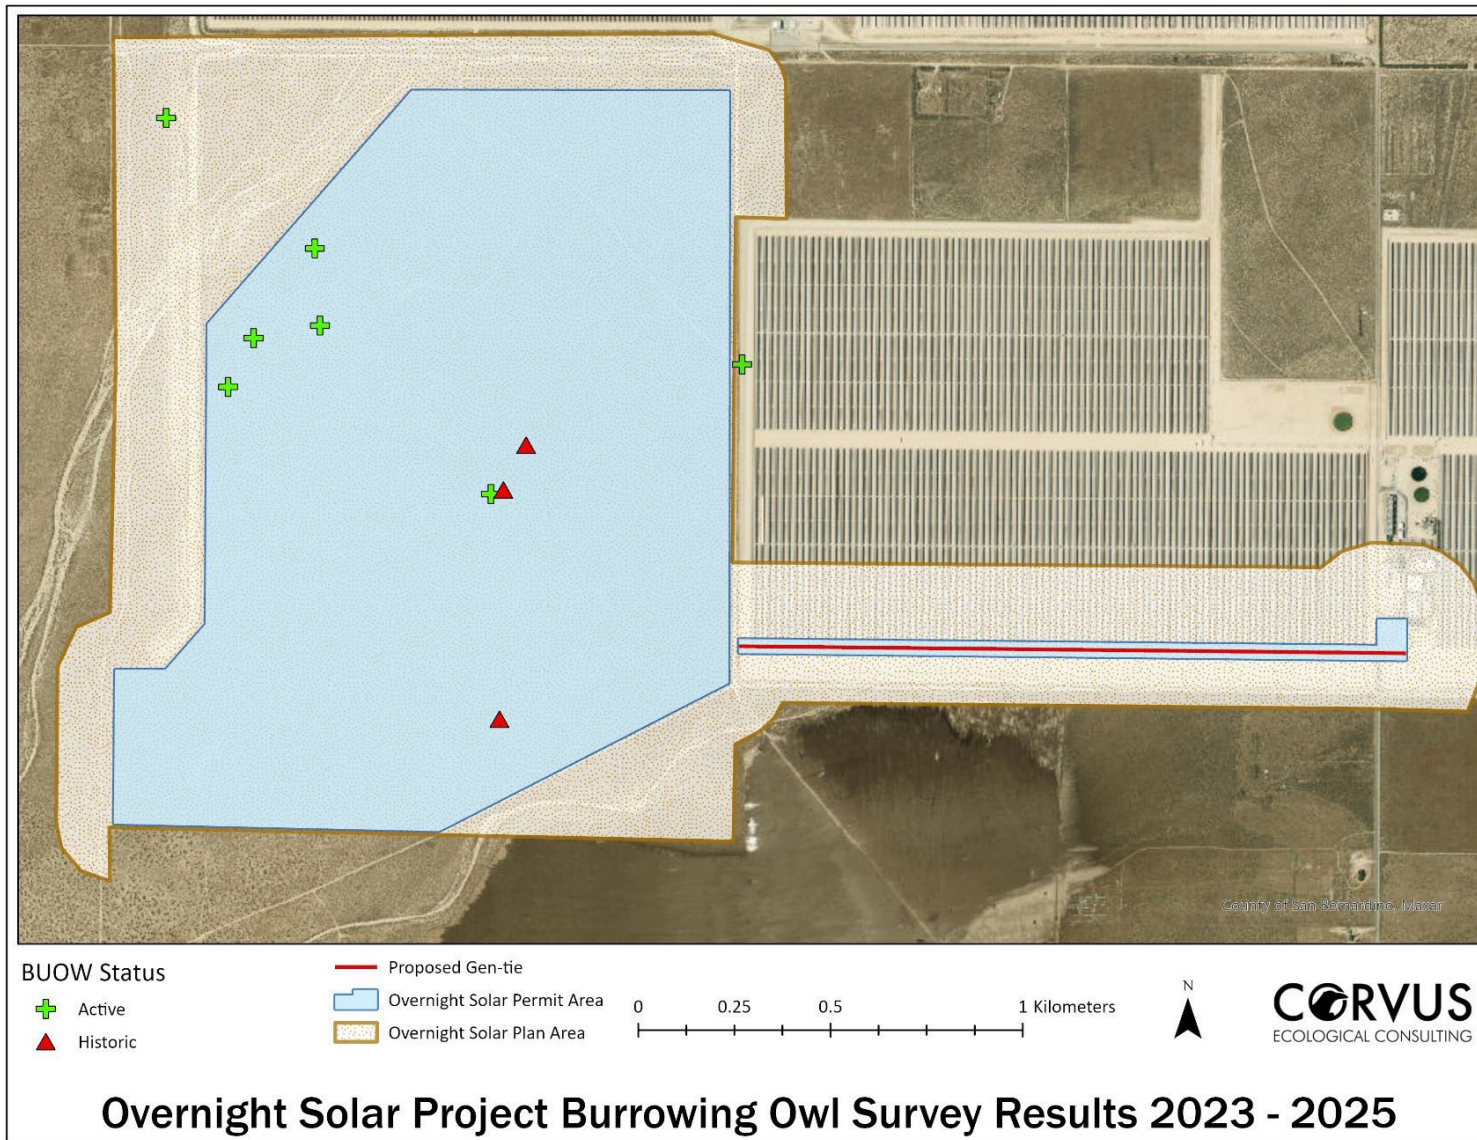 County of San Bernardino, Maxar
BUOW Status
Active
Historic
Proposed Gen-tie
Overnight Solar Permit Area
Overnight Solar Plan Area
0 0.25 0.5 1 Kilometers
N
CORVUS
ECOLOGICAL CONSULTING
Overnight Solar Project Burrowing Owl Survey Results 2023 - 2025